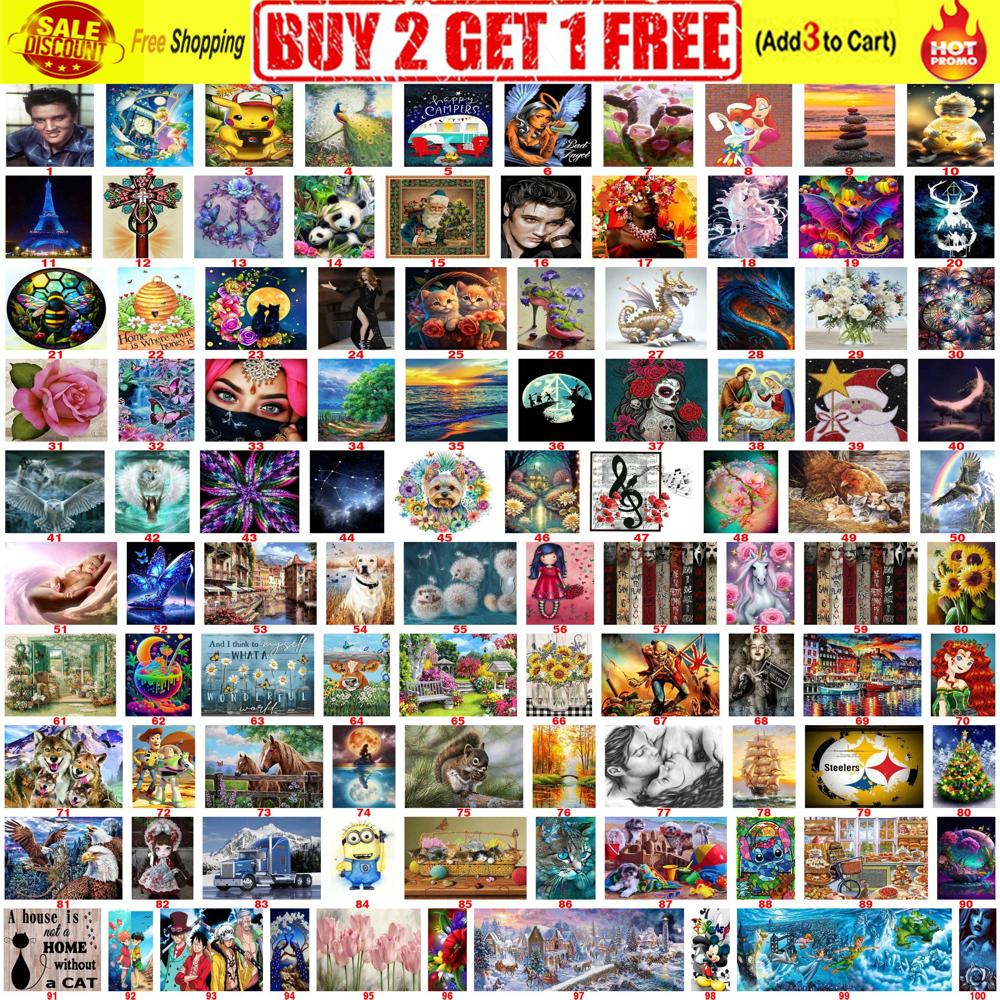 SALE
DISCOUNT
Free Shopping
BUY 2 GET 1 FREE
(Add 3 to Cart)
HOT
PROMO
happy
CAMPERS
Bad
Angel
1 2 3 4 5 6 7 8 9 10
11 12 13 14 15 16 17 18 19 20
Home
is Where
honey is
21 22 23 24 25 26 27 28 29 30
31 32 33 34 35 36 37 38 39 40
41 42 43 44 45 46 47 48 49 50
51 52 53 54 55 56 57 58 59 60
And I think to myself
WHAT A
WONDERFUL
world
61 62 63 64 65 66 67 68 69 70
Steelers
71 72 73 74 75 76 77 78 79 80
81 82 83 84 85 86 87 88 89 90
A house is
not a
HOME
without
a CAT
91 92 93 94 95 96 97 98 99 100